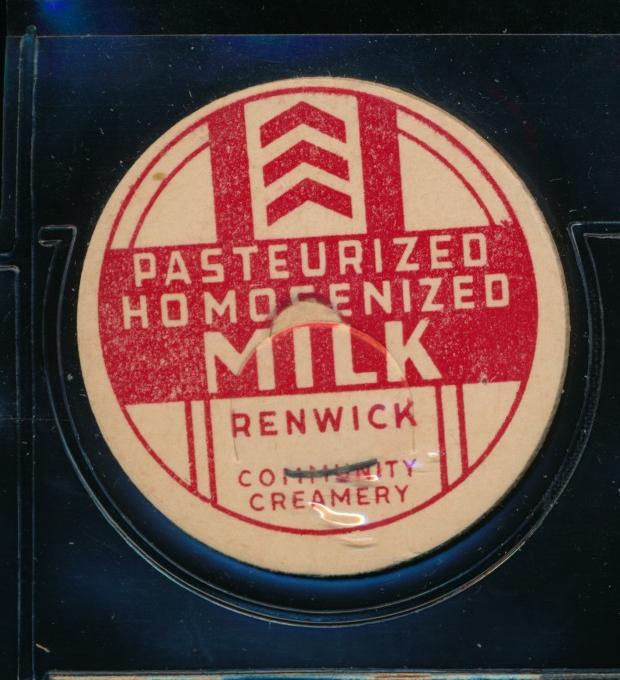 PASTEURIZED
HOMOGENIZED
MILK
RENWICK
COMMUNITY
CREAMERY